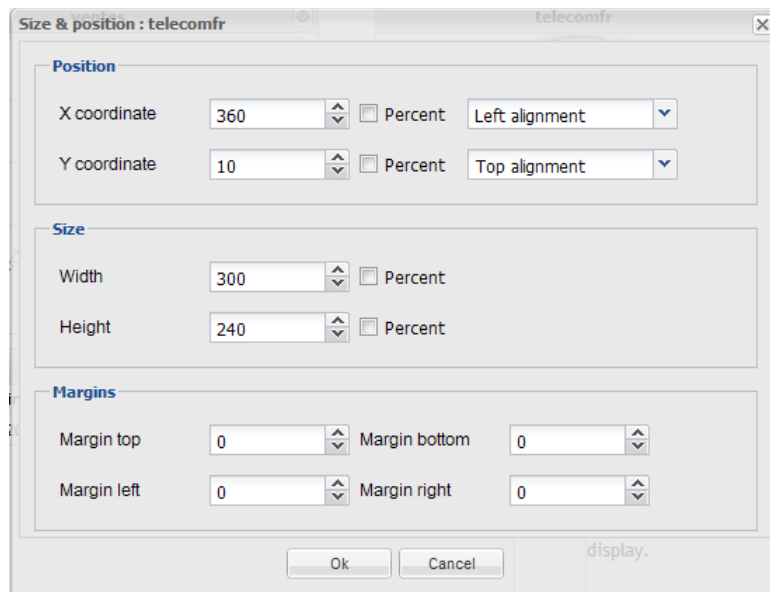 ventes
telecomfr
Size & position : telecomfr
Position
X coordinate 360 Percent Left alignment
Y coordinate 10 Percent Top alignment
Size
Width 300 Percent
Height 240 Percent
Margins
Margin top 0 Margin bottom 0
Margin left 0 Margin right 0
display.
Ok Cancel